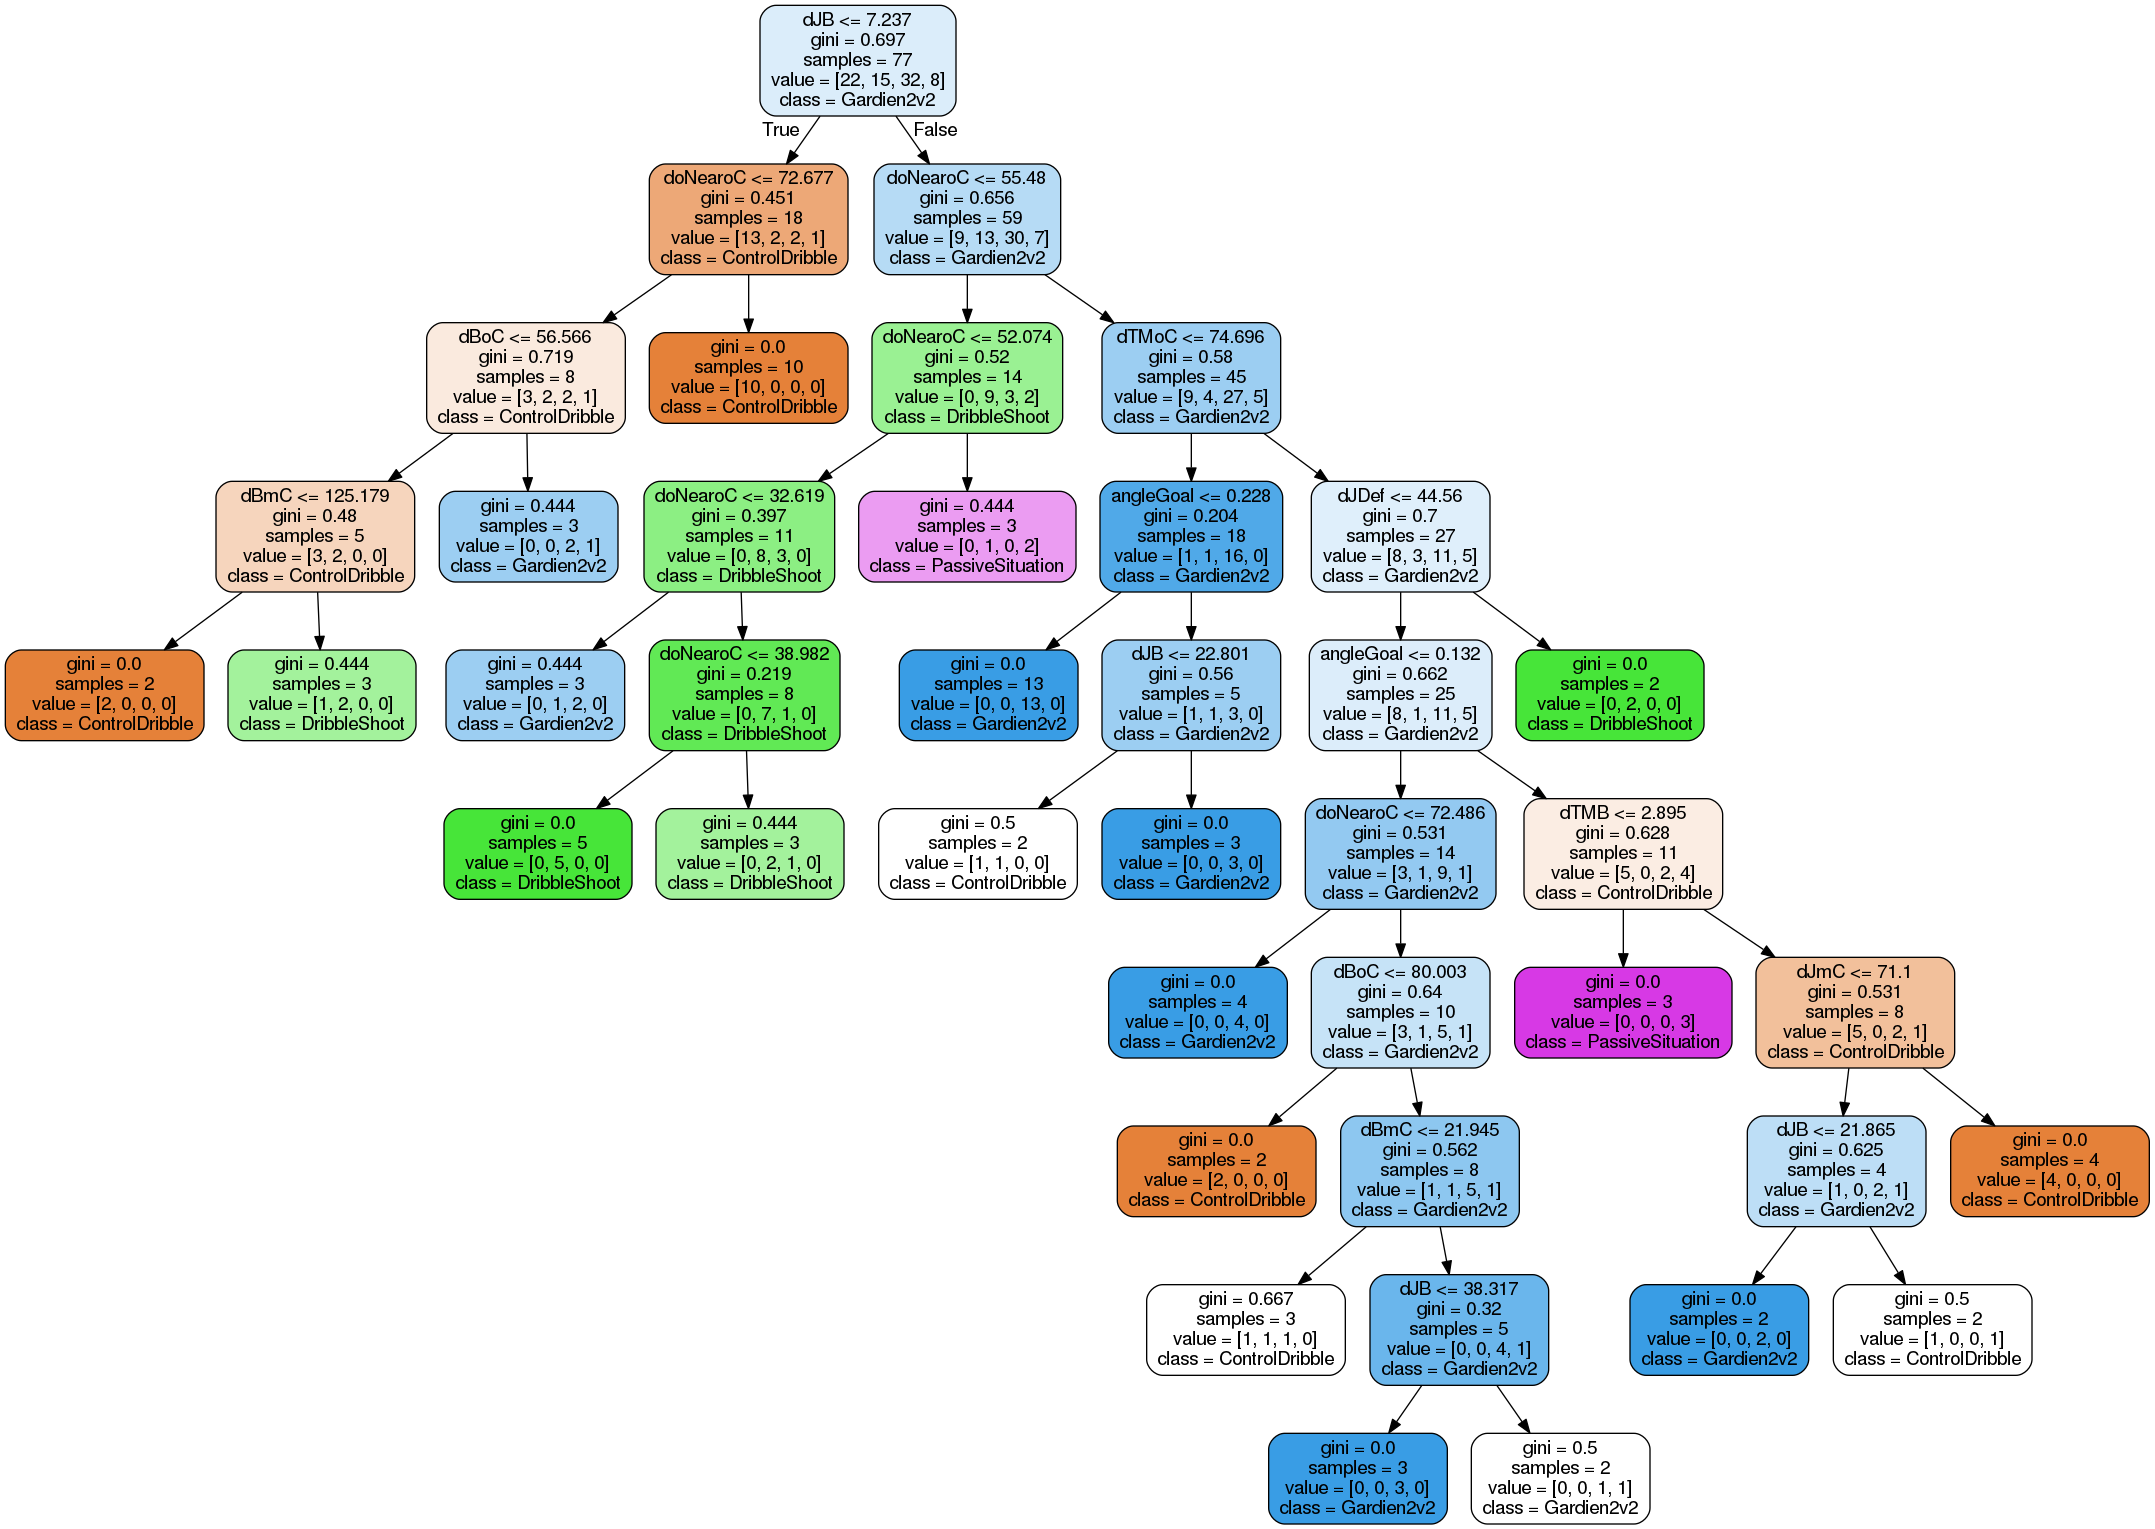 dJB <= 7.237
gini = 0.697
samples = 77
value = [22, 15, 32, 8]
class = Gardien2v2
True
False
doNearoC <= 72.677
gini = 0.451
samples = 18
value = [13, 2, 2, 1]
class = ControlDribble
doNearoC <= 55.48
gini = 0.656
samples = 59
value = [9, 13, 30, 7]
class = Gardien2v2
dBoC <= 56.566
gini = 0.719
samples = 8
value = [3, 2, 2, 1]
class = ControlDribble
gini = 0.0
samples = 10
value = [10, 0, 0, 0]
class = ControlDribble
doNearoC <= 52.074
gini = 0.52
samples = 14
value = [0, 9, 3, 2]
class = DribbleShoot
dTMoC <= 74.696
gini = 0.58
samples = 45
value = [9, 4, 27, 5]
class = Gardien2v2
dBmC <= 125.179
gini = 0.48
samples = 5
value = [3, 2, 0, 0]
class = ControlDribble
gini = 0.444
samples = 3
value = [0, 0, 2, 1]
class = Gardien2v2
doNearoC <= 32.619
gini = 0.397
samples = 11
value = [0, 8, 3, 0]
class = DribbleShoot
gini = 0.444
samples = 3
value = [0, 1, 0, 2]
class = PassiveSituation
angleGoal <= 0.228
gini = 0.204
samples = 18
value = [1, 1, 16, 0]
class = Gardien2v2
dJDef <= 44.56
gini = 0.7
samples = 27
value = [8, 3, 11, 5]
class = Gardien2v2
gini = 0.0
samples = 2
value = [2, 0, 0, 0]
class = ControlDribble
gini = 0.444
samples = 3
value = [1, 2, 0, 0]
class = DribbleShoot
gini = 0.444
samples = 3
value = [0, 1, 2, 0]
class = Gardien2v2
doNearoC <= 38.982
gini = 0.219
samples = 8
value = [0, 7, 1, 0]
class = DribbleShoot
gini = 0.0
samples = 13
value = [0, 0, 13, 0]
class = Gardien2v2
dJB <= 22.801
gini = 0.56
samples = 5
value = [1, 1, 3, 0]
class = Gardien2v2
angleGoal <= 0.132
gini = 0.662
samples = 25
value = [8, 1, 11, 5]
class = Gardien2v2
gini = 0.0
samples = 2
value = [0, 2, 0, 0]
class = DribbleShoot
gini = 0.0
samples = 5
value = [0, 5, 0, 0]
class = DribbleShoot
gini = 0.444
samples = 3
value = [0, 2, 1, 0]
class = DribbleShoot
gini = 0.5
samples = 2
value = [1, 1, 0, 0]
class = ControlDribble
gini = 0.0
samples = 3
value = [0, 0, 3, 0]
class = Gardien2v2
doNearoC <= 72.486
gini = 0.531
samples = 14
value = [3, 1, 9, 1]
class = Gardien2v2
dTMB <= 2.895
gini = 0.628
samples = 11
value = [5, 0, 2, 4]
class = ControlDribble
gini = 0.0
samples = 4
value = [0, 0, 4, 0]
class = Gardien2v2
dBoC <= 80.003
gini = 0.64
samples = 10
value = [3, 1, 5, 1]
class = Gardien2v2
gini = 0.0
samples = 3
value = [0, 0, 0, 3]
class = PassiveSituation
dJmC <= 71.1
gini = 0.531
samples = 8
value = [5, 0, 2, 1]
class = ControlDribble
gini = 0.0
samples = 2
value = [2, 0, 0, 0]
class = ControlDribble
dBmC <= 21.945
gini = 0.562
samples = 8
value = [1, 1, 5, 1]
class = Gardien2v2
dJB <= 21.865
gini = 0.625
samples = 4
value = [1, 0, 2, 1]
class = Gardien2v2
gini = 0.0
samples = 4
value = [4, 0, 0, 0]
class = ControlDribble
gini = 0.667
samples = 3
value = [1, 1, 1, 0]
class = ControlDribble
dJB <= 38.317
gini = 0.32
samples = 5
value = [0, 0, 4, 1]
class = Gardien2v2
gini = 0.0
samples = 2
value = [0, 0, 2, 0]
class = Gardien2v2
gini = 0.5
samples = 2
value = [1, 0, 0, 1]
class = ControlDribble
gini = 0.0
samples = 3
value = [0, 0, 3, 0]
class = Gardien2v2
gini = 0.5
samples = 2
value = [0, 0, 1, 1]
class = Gardien2v2